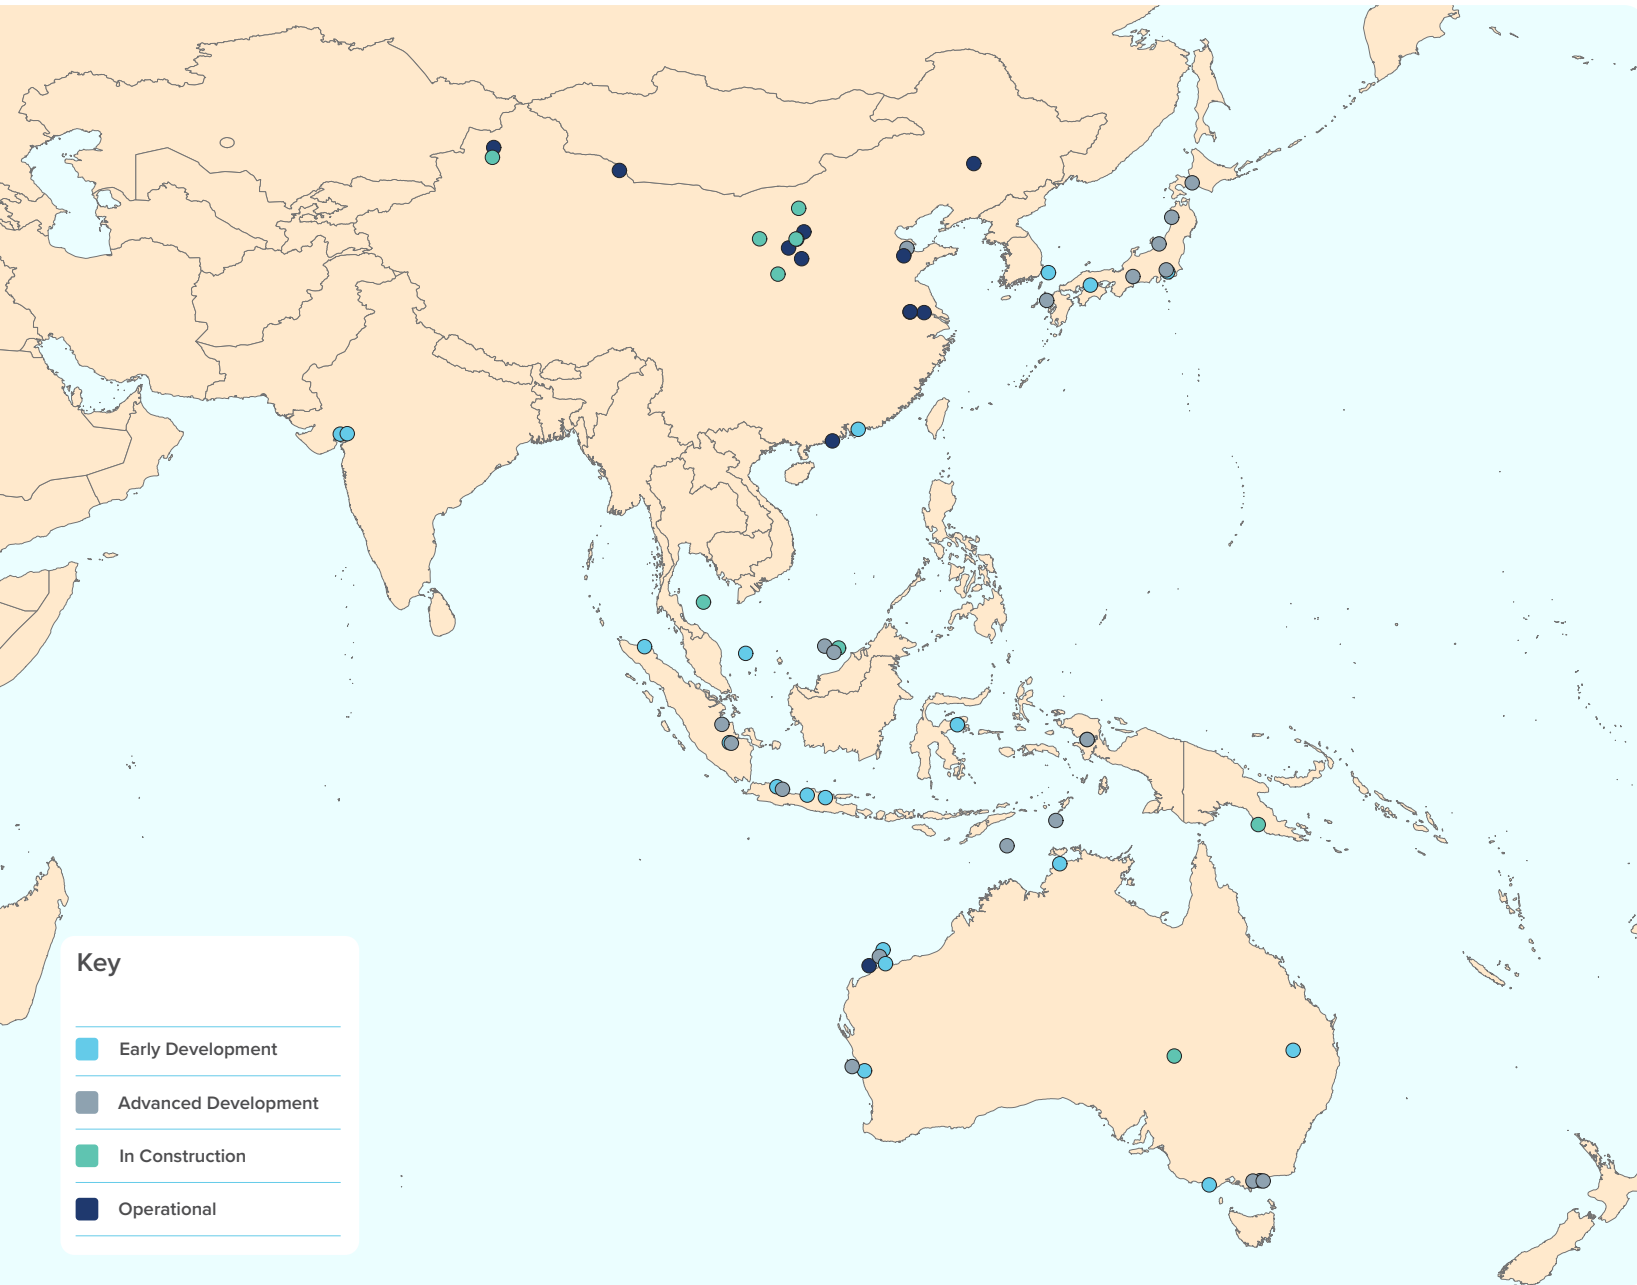 Key
Early Development
Advanced Development
In Construction
Operational